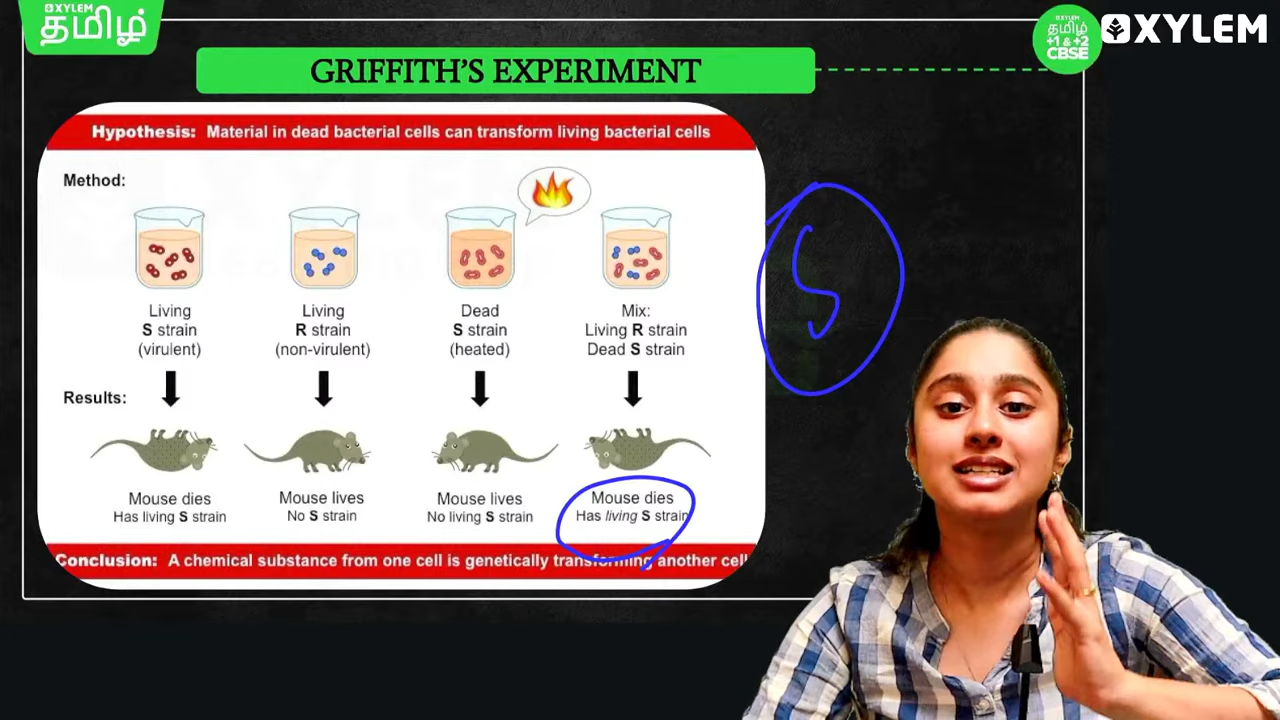 OXYLEM
தமிழ்
OXYLEM
தமிழ்
+1 & +2
CBSE
OXYLEM
GRIFFITH'S EXPERIMENT
Hypothesis: Material in dead bacterial cells can transform living bacterial cells
Method:
Living
S strain
(virulent)
Living
R strain
(non-virulent)
Dead
S strain
(heated)
Mix:
Living R strain
Dead S strain
Results:
Mouse dies
Has living S strain
Mouse lives
No S strain
Mouse lives
No living S strain
Mouse dies
Has living S strain
Conclusion: A chemical substance from one cell is genetically transforming another cell
S